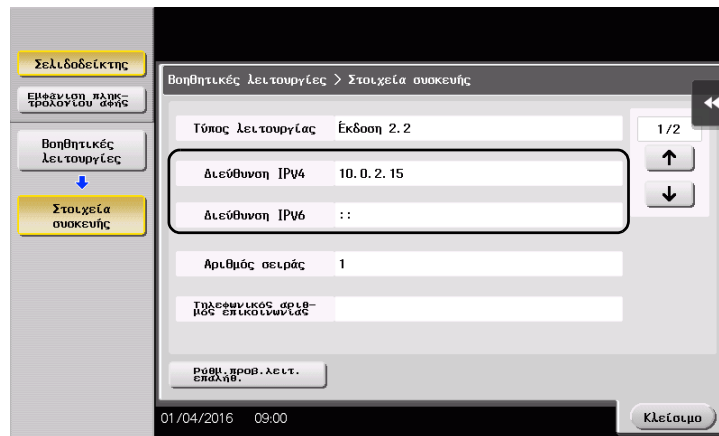 Σελιδοδείκτης
Εμφάνιση πληκ-
τρολογίου αφής
Βοηθητικές
λειτουργίες
Στοιχεία
συσκευής
Βοηθητικές λειτουργίες > Στοιχεία συσκευής
Τύπος λειτουργίας Έκδοση 2.2
1/2
Διεύθυνση IPv4 10.0.2.15
Διεύθυνση IPv6 ::
Αριθμός σειράς 1
Τηλεφωνικός αριθ-
μός επικοινωνίας
Ρύθμ.προβ.λειτ.
επαλήθ.
01/04/2016 09:00
Κλείσιμο